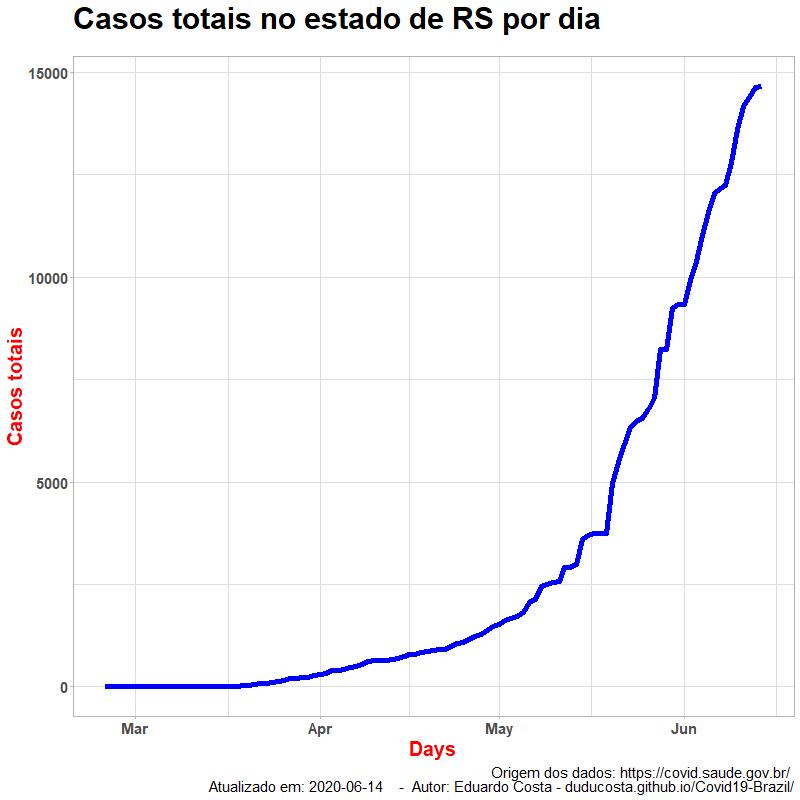 Casos totais no estado de RS por dia
15000
10000
5000
0
Casos totais
Mar Apr May Jun
Days
Origem dos dados: https://covid.saude.gov.br/
Atualizado em: 2020-06-14 - Autor: Eduardo Costa - duducosta.github.io/Covid19-Brazil/